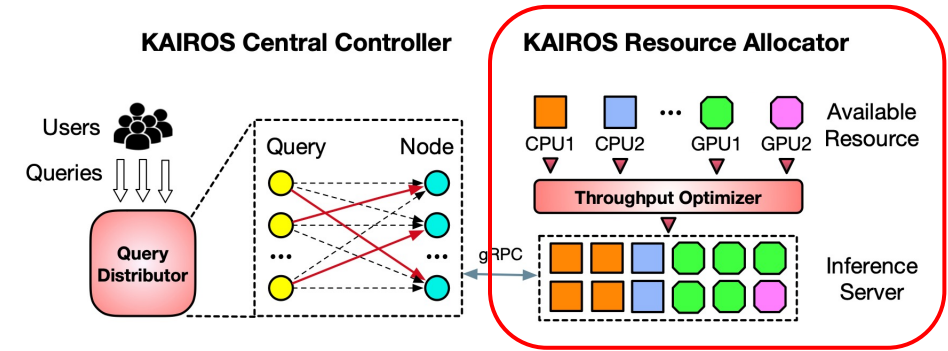 KAIROS Central Controller
KAIROS Resource Allocator
Users
Queries
Query
Distributor
Query
Node
...
...
gRPC
...
CPU1
CPU2
GPU1
GPU2
Available
Resource
Throughput Optimizer
Inference
Server